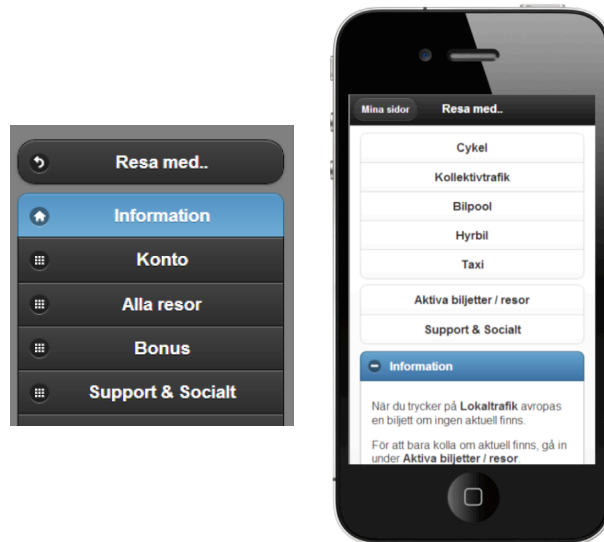 Resa med..
Information
Konto
Alla resor
Bonus
Support & Socialt
Mina sidor
Resa med..
Cykel
Kollektivtrafik
Bilpool
Hyrbil
Taxi
Aktiva biljetter / resor
Support & Socialt
Information
När du trycker på Lokaltrafik avropas
en biljett om ingen aktuell finns.
För att bara kolla om aktuell finns, gå in
under Aktiva biljetter / resor.